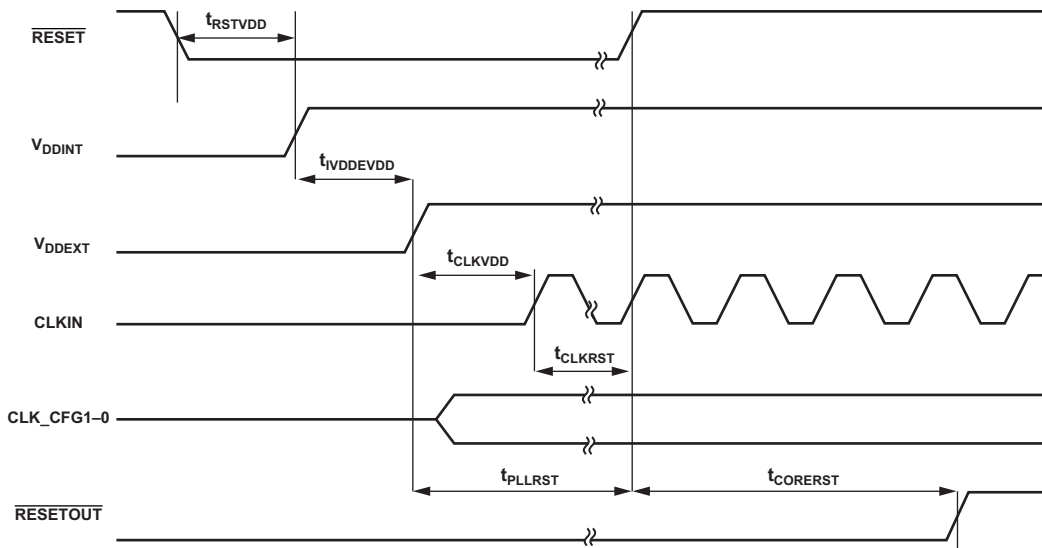 RESET
tRSTVDD
VDDINT
tIVDDEVDD
VDDEXT
tCLKVDD
CLKIN
tCLKRST
CLK_CFG1–0
tPLLRST
tCORERST
RESETOUT